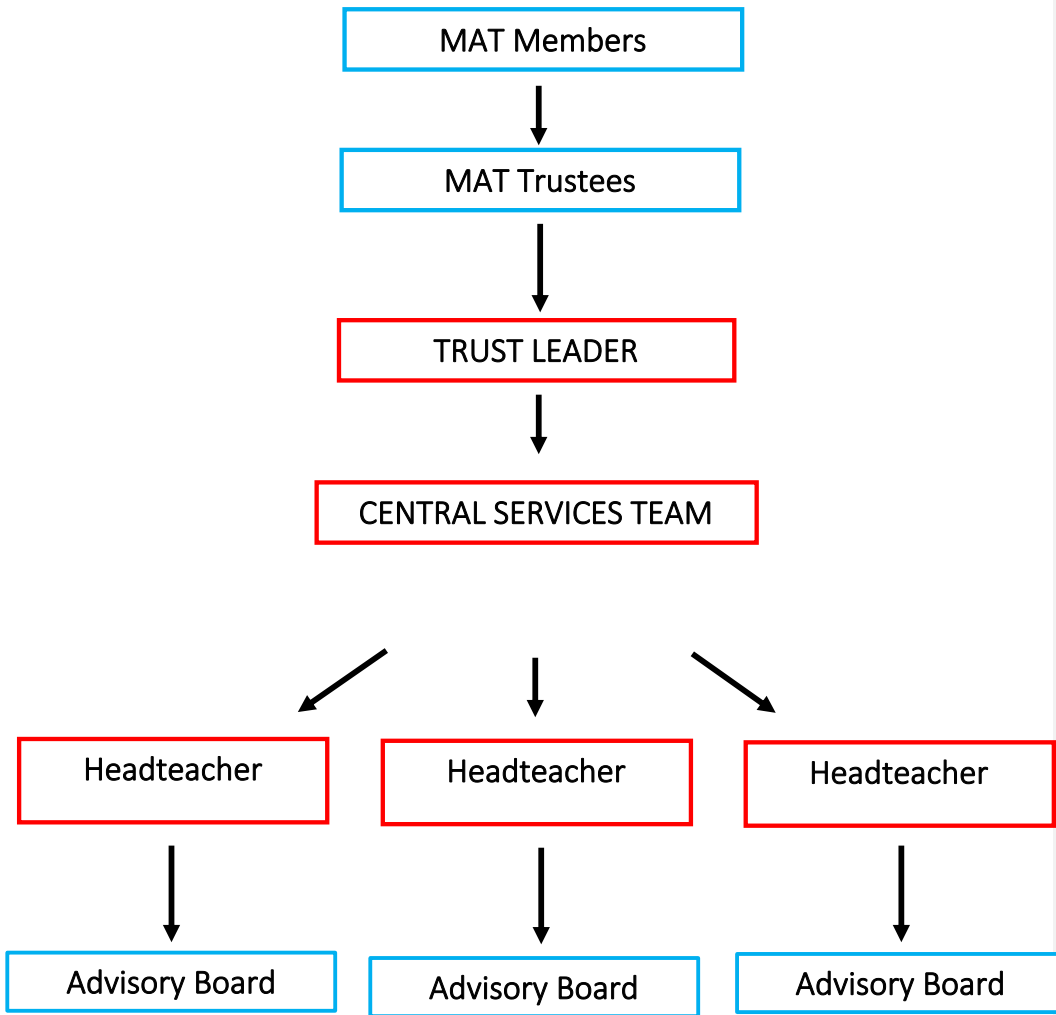 MAT Members
MAT Trustees
TRUST LEADER
CENTRAL SERVICES TEAM
Headteacher
Headteacher
Headteacher
Advisory Board
Advisory Board
Advisory Board